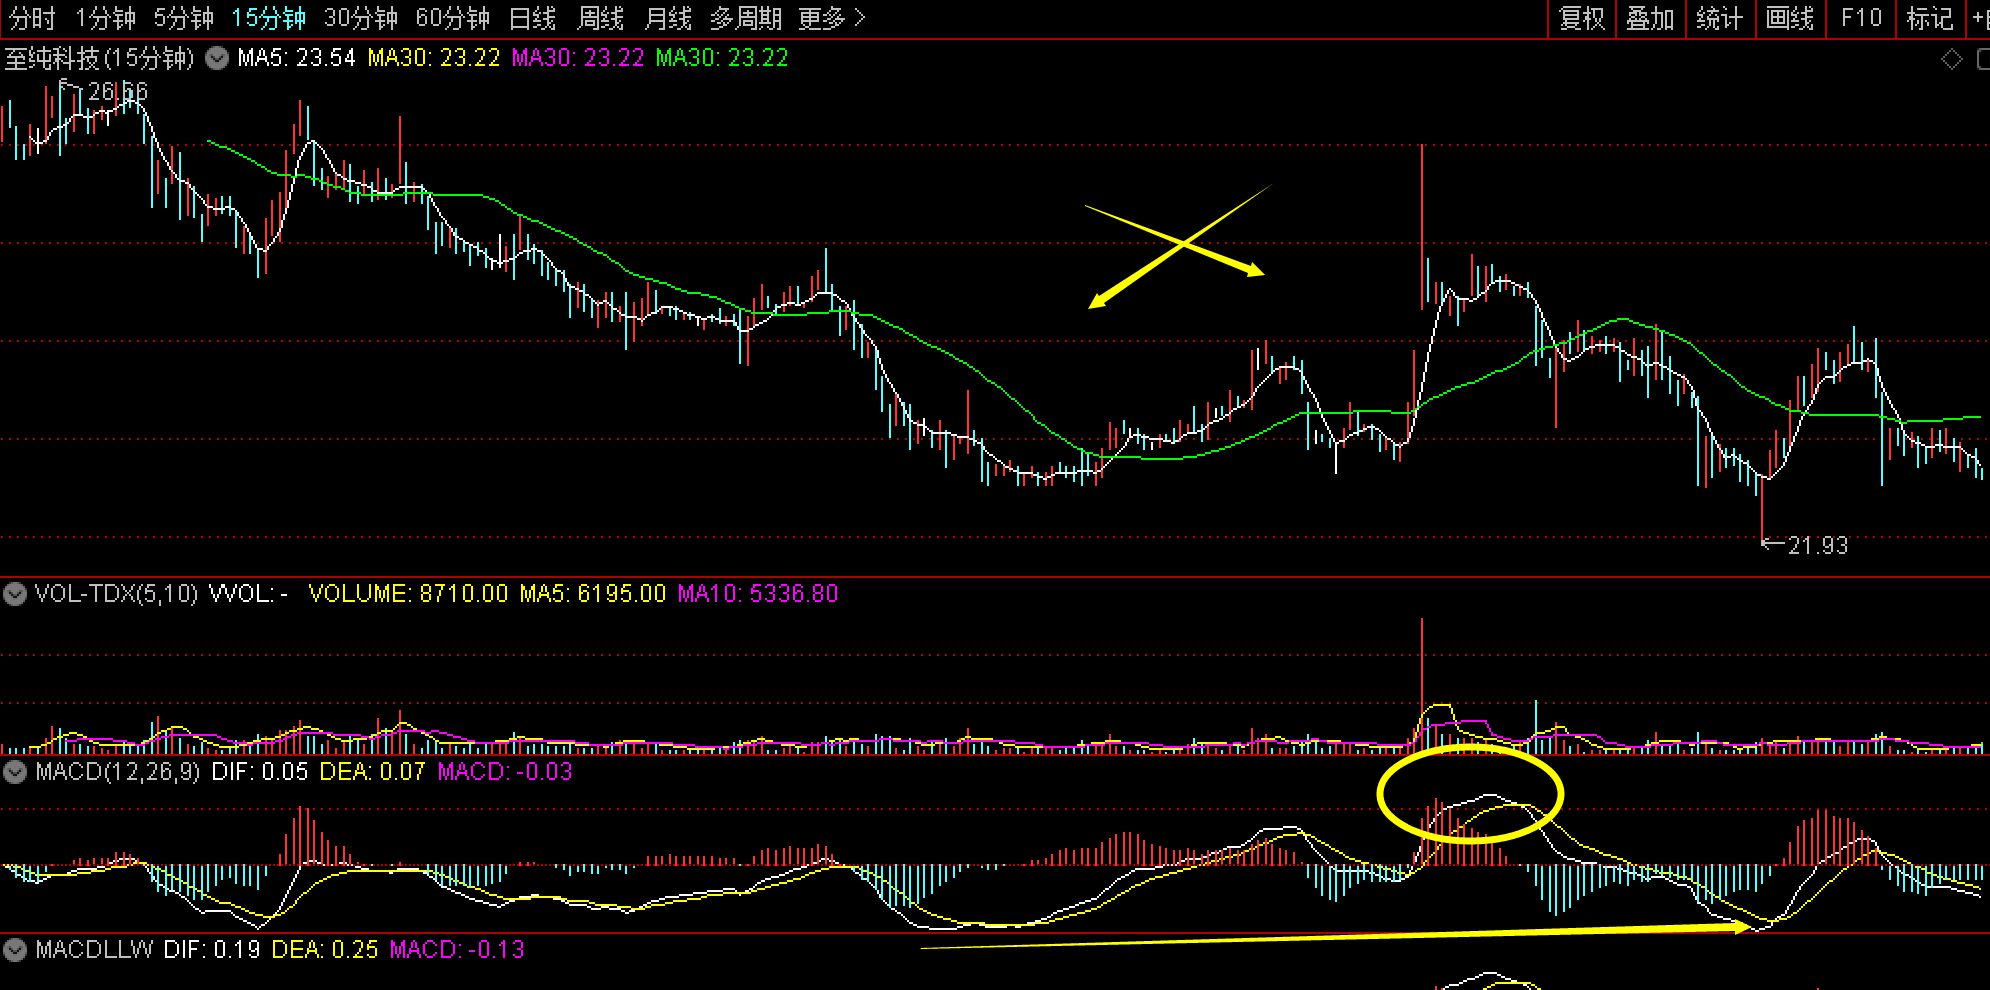 分时 1分钟 5分钟 15分钟 30分钟 60分钟 日线 周线 月线 多周期 更多 > 复权 叠加 统计 画线 F10 标记
至纯科技(15分钟) MA5: 23.54 MA30: 23.22 MA30: 23.22 MA30: 23.22
26.56
21.93
VOL-TDX(5,10) VVOL: - VOLUME: 8710.00 MA5: 6195.00 MA10: 5336.80
MACD(12,26,9) DIF: 0.05 DEA: 0.07 MACD: -0.03
MACDLLW DIF: 0.19 DEA: 0.25 MACD: -0.13